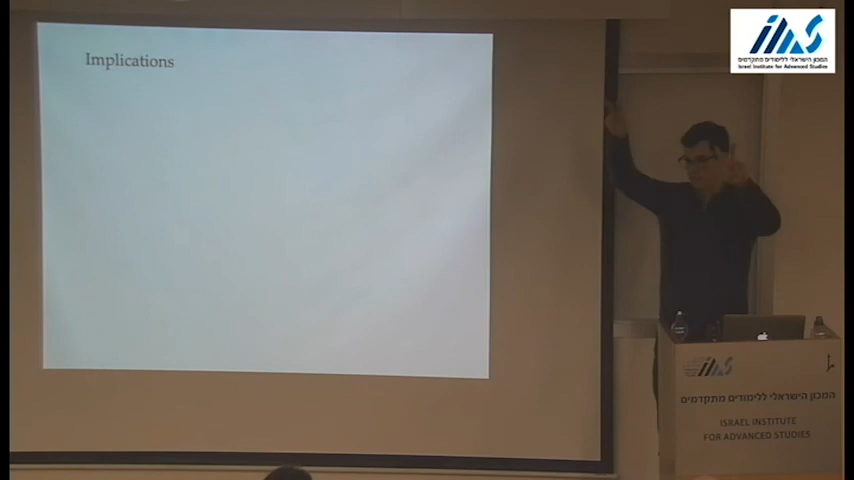 Implications
המכון הישראלי ללימודים מתקדמים
Israel Institute for Advanced Studies
המכון הישראלי ללימודים מתקדמים
ISRAEL INSTITUTE
FOR ADVANCED STUDIES